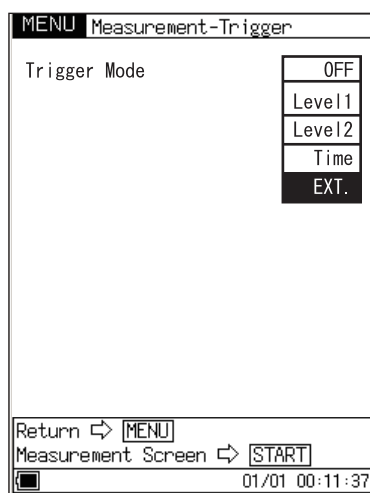 MENU Measurement-Trigger
Trigger Mode
OFF
Level1
Level2
Time
EXT.
Return ⇨ MENU
Measurement Screen ⇨ START
01/01 00:11:37